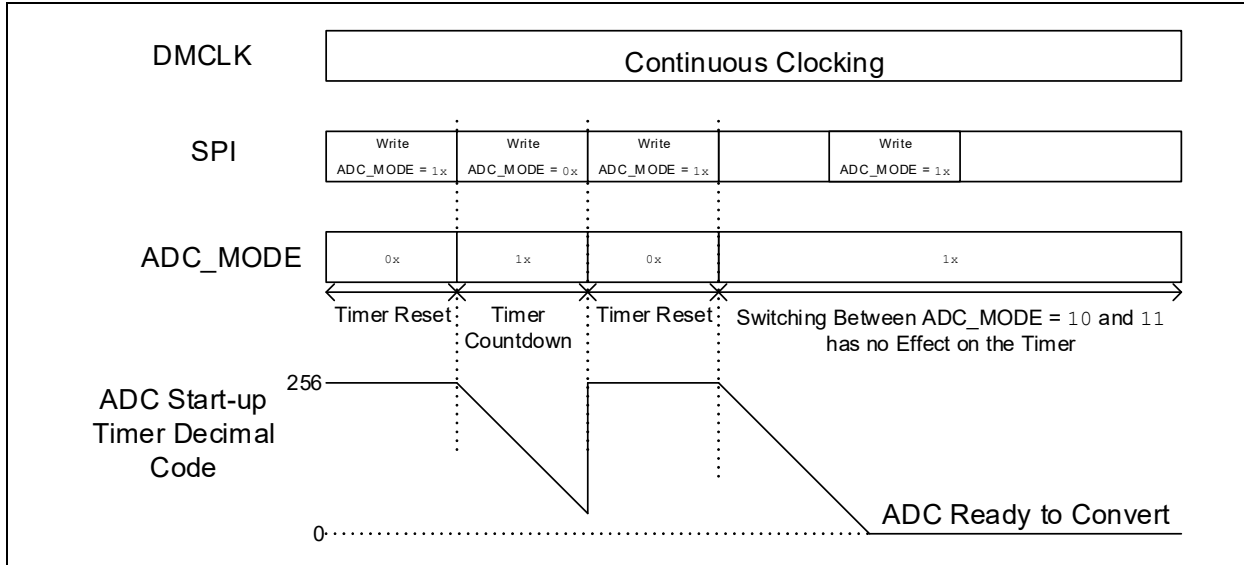 DMCLK
Continuous Clocking
SPI
Write
ADC_MODE = 1x
Write
ADC_MODE = 0x
Write
ADC_MODE = 1x
Write
ADC_MODE = 1x
ADC_MODE
0x
1x
0x
1x
Timer Reset
Timer
Countdown
Timer Reset
Switching Between ADC_MODE = 10 and 11
has no Effect on the Timer
ADC Start-up
Timer Decimal
Code
256
0
ADC Ready to Convert